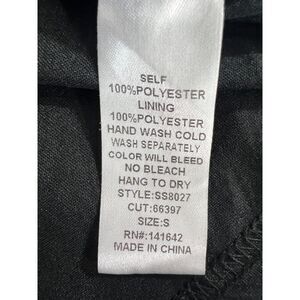 SELF
100%POLYESTER
LINING
100%POLYESTER
HAND WASH COLD
WASH SEPARATELY
COLOR WILL BLEED
NO BLEACH
HANG TO DRY
STYLE:SS8027
CUT:66397
SIZE:S
RN#:141642
MADE IN CHINA